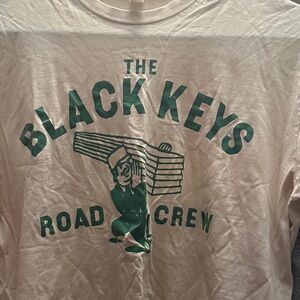 THE
BLACK KEYS
ROAD CREW